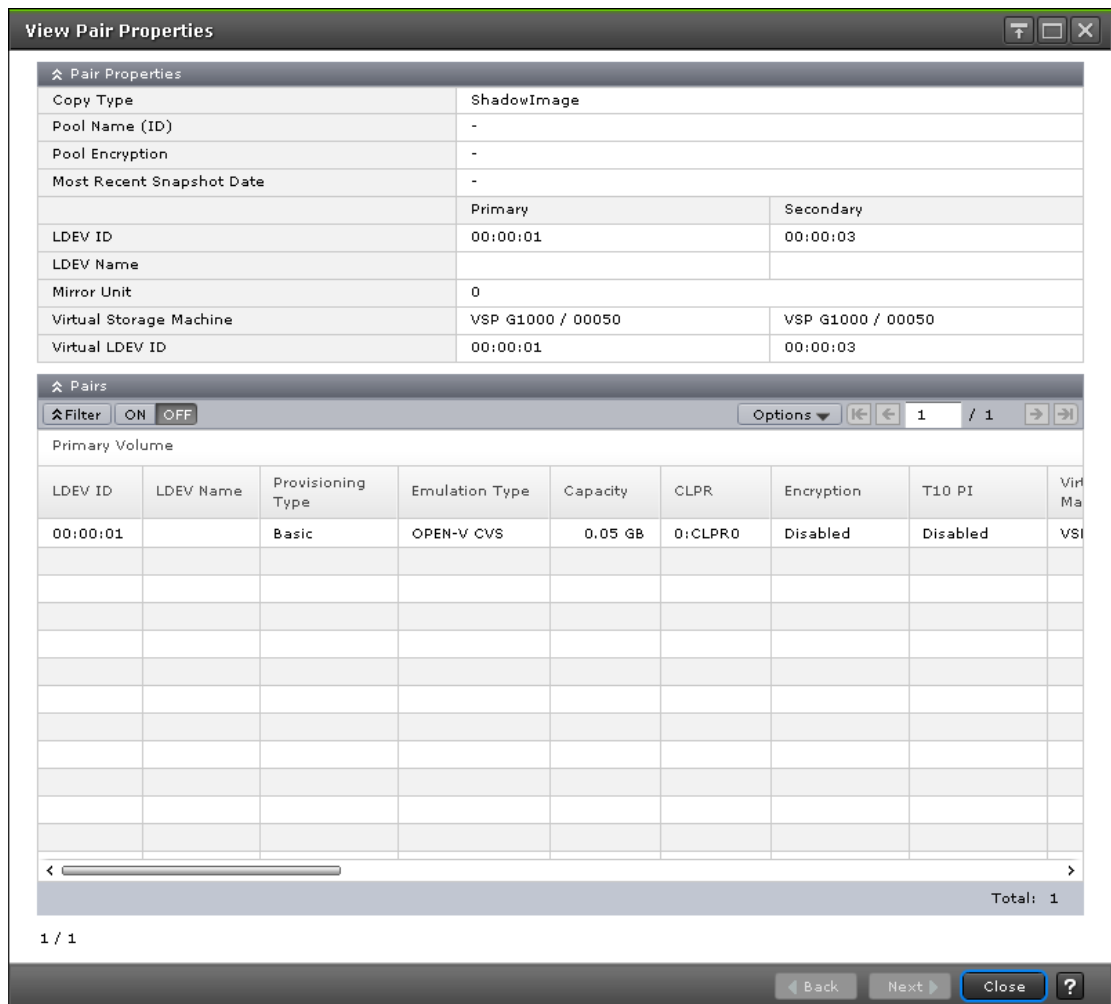 View Pair Properties
Pair Properties
Copy Type ShadowImage
Pool Name (ID) -
Pool Encryption -
Most Recent Snapshot Date -
Primary Secondary
LDEV ID 00:00:01 00:00:03
LDEV Name
Mirror Unit 0
Virtual Storage Machine VSP G1000 / 00050 VSP G1000 / 00050
Virtual LDEV ID 00:00:01 00:00:03
Pairs
Filter ON OFF Options 1 / 1
Primary Volume
LDEV ID LDEV Name Provisioning Type Emulation Type Capacity CLPR Encryption T10 PI
00:00:01 Basic OPEN-V CVS 0.05 GB 0:CLPR0 Disabled Disabled
Total: 1
1 / 1
Back Next Close ?